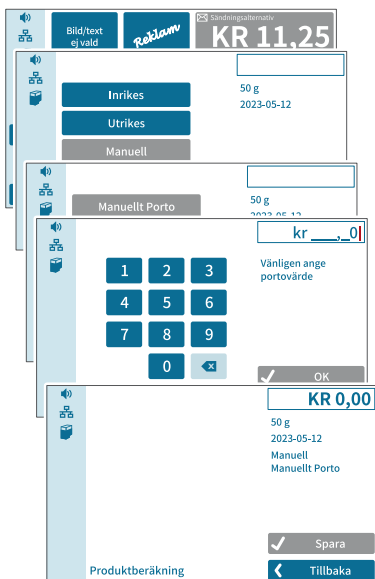 Bild/text
ej vald
Reklam
Sändningsalternativ
KR 11,25
Inrikes
Utrikes
Manuell
50 g
2023-05-12
Manuellt Porto
50 g
2023-05-12
kr ___,_0
Vänligen ange
portovärde
1 2 3
4 5 6
7 8 9
0
OK
KR 0,00
50 g
2023-05-12
Manuell
Manuellt Porto
Spara
Produktberäkning
Tillbaka